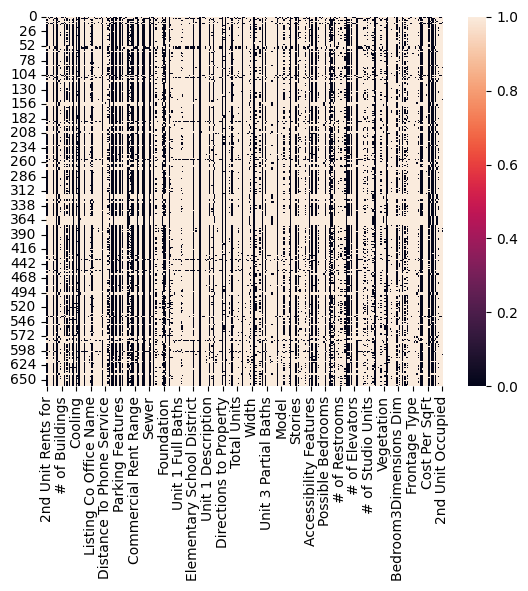 0
26
52
78
104
130
156
182
208
234
260
286
312
338
364
390
416
442
468
494
520
546
572
598
624
650
1.0
0.8
0.6
0.4
0.2
0.0
2nd Unit Rents for
# of Buildings
Cooling
Listing Co Office Name
Distance To Phone Service
Parking Features
Commercial Rent Range
Sewer
Foundation
Unit 1 Full Baths
Elementary School District
Unit 1 Description
Directions to Property
Total Units
Width
Unit 3 Partial Baths
Model
Stories
Accessibility Features
Possible Bedrooms
# of Restrooms
# of Elevators
# of Studio Units
Vegetation
Bedroom3Dimensions Dim
Frontage Type
Cost Per SqFt
2nd Unit Occupied